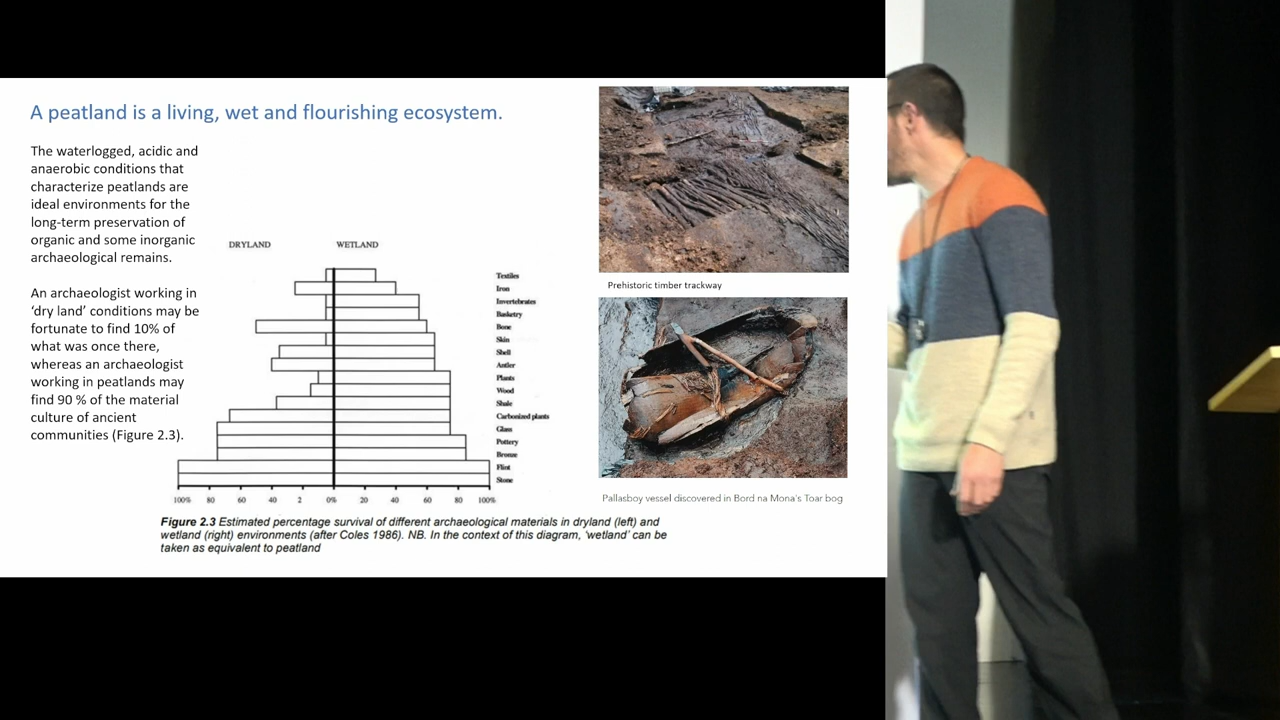 A peatland is a living, wet and flourishing ecosystem.
The waterlogged, acidic and
anaerobic conditions that
characterize peatlands are
ideal environments for the
long-term preservation of
organic and some inorganic
archaeological remains.
An archaeologist working in
‘dry land’ conditions may be
fortunate to find 10% of
what was once there,
whereas an archaeologist
working in peatlands may
find 90 % of the material
culture of ancient
communities (Figure 2.3).
DRYLAND WETLAND
Textiles
Iron
Invertebrates
Basketry
Bone
Skin
Shell
Antler
Plants
Wood
Shale
Carbonized plants
Glass
Pottery
Bronze
Flint
Stone
100% 80 60 40 2 0% 20 40 60 80 100%
Figure 2.3 Estimated percentage survival of different archaeological materials in dryland (left) and
wetland (right) environments (after Coles 1986). NB. In the context of this diagram, ‘wetland’ can be
taken as equivalent to peatland
Prehistoric timber trackway
Pallasboy vessel discovered in Bord na Mona's Toar bog